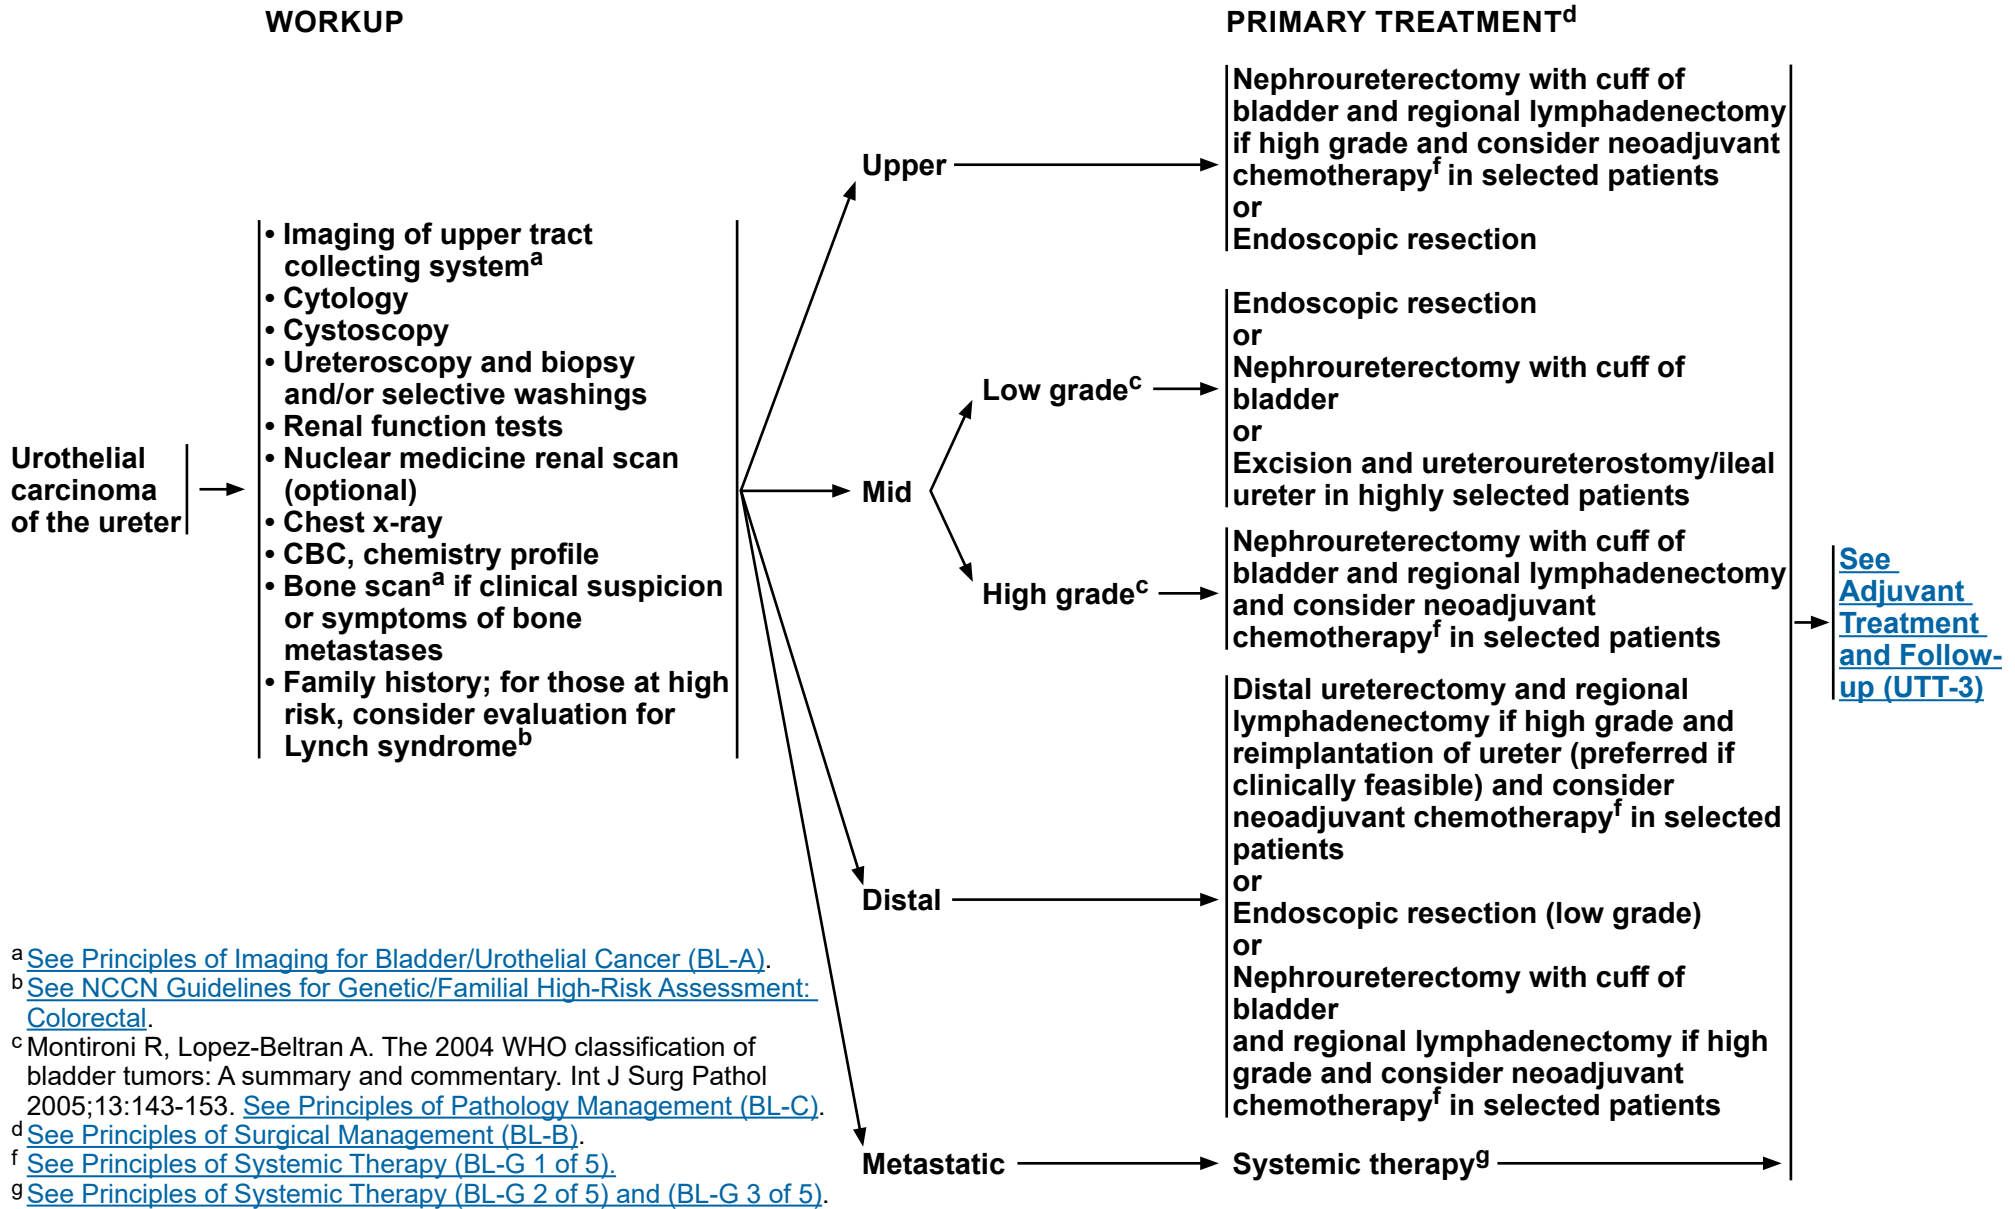 WORKUP
PRIMARY TREATMENTd
Urothelial
carcinoma
of the ureter
• Imaging of upper tract
collecting systema
• Cytology
• Cystoscopy
• Ureteroscopy and biopsy
and/or selective washings
• Renal function tests
• Nuclear medicine renal scan
(optional)
• Chest x-ray
• CBC, chemistry profile
• Bone scana if clinical suspicion
or symptoms of bone
metastases
• Family history; for those at high
risk, consider evaluation for
Lynch syndromeb
Upper
Nephroureterectomy with cuff of
bladder and regional lymphadenectomy
if high grade and consider neoadjuvant
chemotherapyf in selected patients
or
Endoscopic resection
Mid
Low gradec
Endoscopic resection
or
Nephroureterectomy with cuff of
bladder
or
Excision and ureteroureterostomy/ileal
ureter in highly selected patients
High gradec
Nephroureterectomy with cuff of
bladder and regional lymphadenectomy
and consider neoadjuvant
chemotherapyf in selected patients
Distal
Distal ureterectomy and regional
lymphadenectomy if high grade and
reimplantation of ureter (preferred if
clinically feasible) and consider
neoadjuvant chemotherapyf in selected
patients
or
Endoscopic resection (low grade)
or
Nephroureterectomy with cuff of
bladder
and regional lymphadenectomy if high
grade and consider neoadjuvant
chemotherapyf in selected patients
Metastatic
Systemic therapyg
See
Adjuvant
Treatment
and Follow-
up (UTT-3)
a See Principles of Imaging for Bladder/Urothelial Cancer (BL-A).
b See NCCN Guidelines for Genetic/Familial High-Risk Assessment:
Colorectal.
c Montironi R, Lopez-Beltran A. The 2004 WHO classification of
bladder tumors: A summary and commentary. Int J Surg Pathol
2005;13:143-153. See Principles of Pathology Management (BL-C).
d See Principles of Surgical Management (BL-B).
f See Principles of Systemic Therapy (BL-G 1 of 5).
g See Principles of Systemic Therapy (BL-G 2 of 5) and (BL-G 3 of 5).